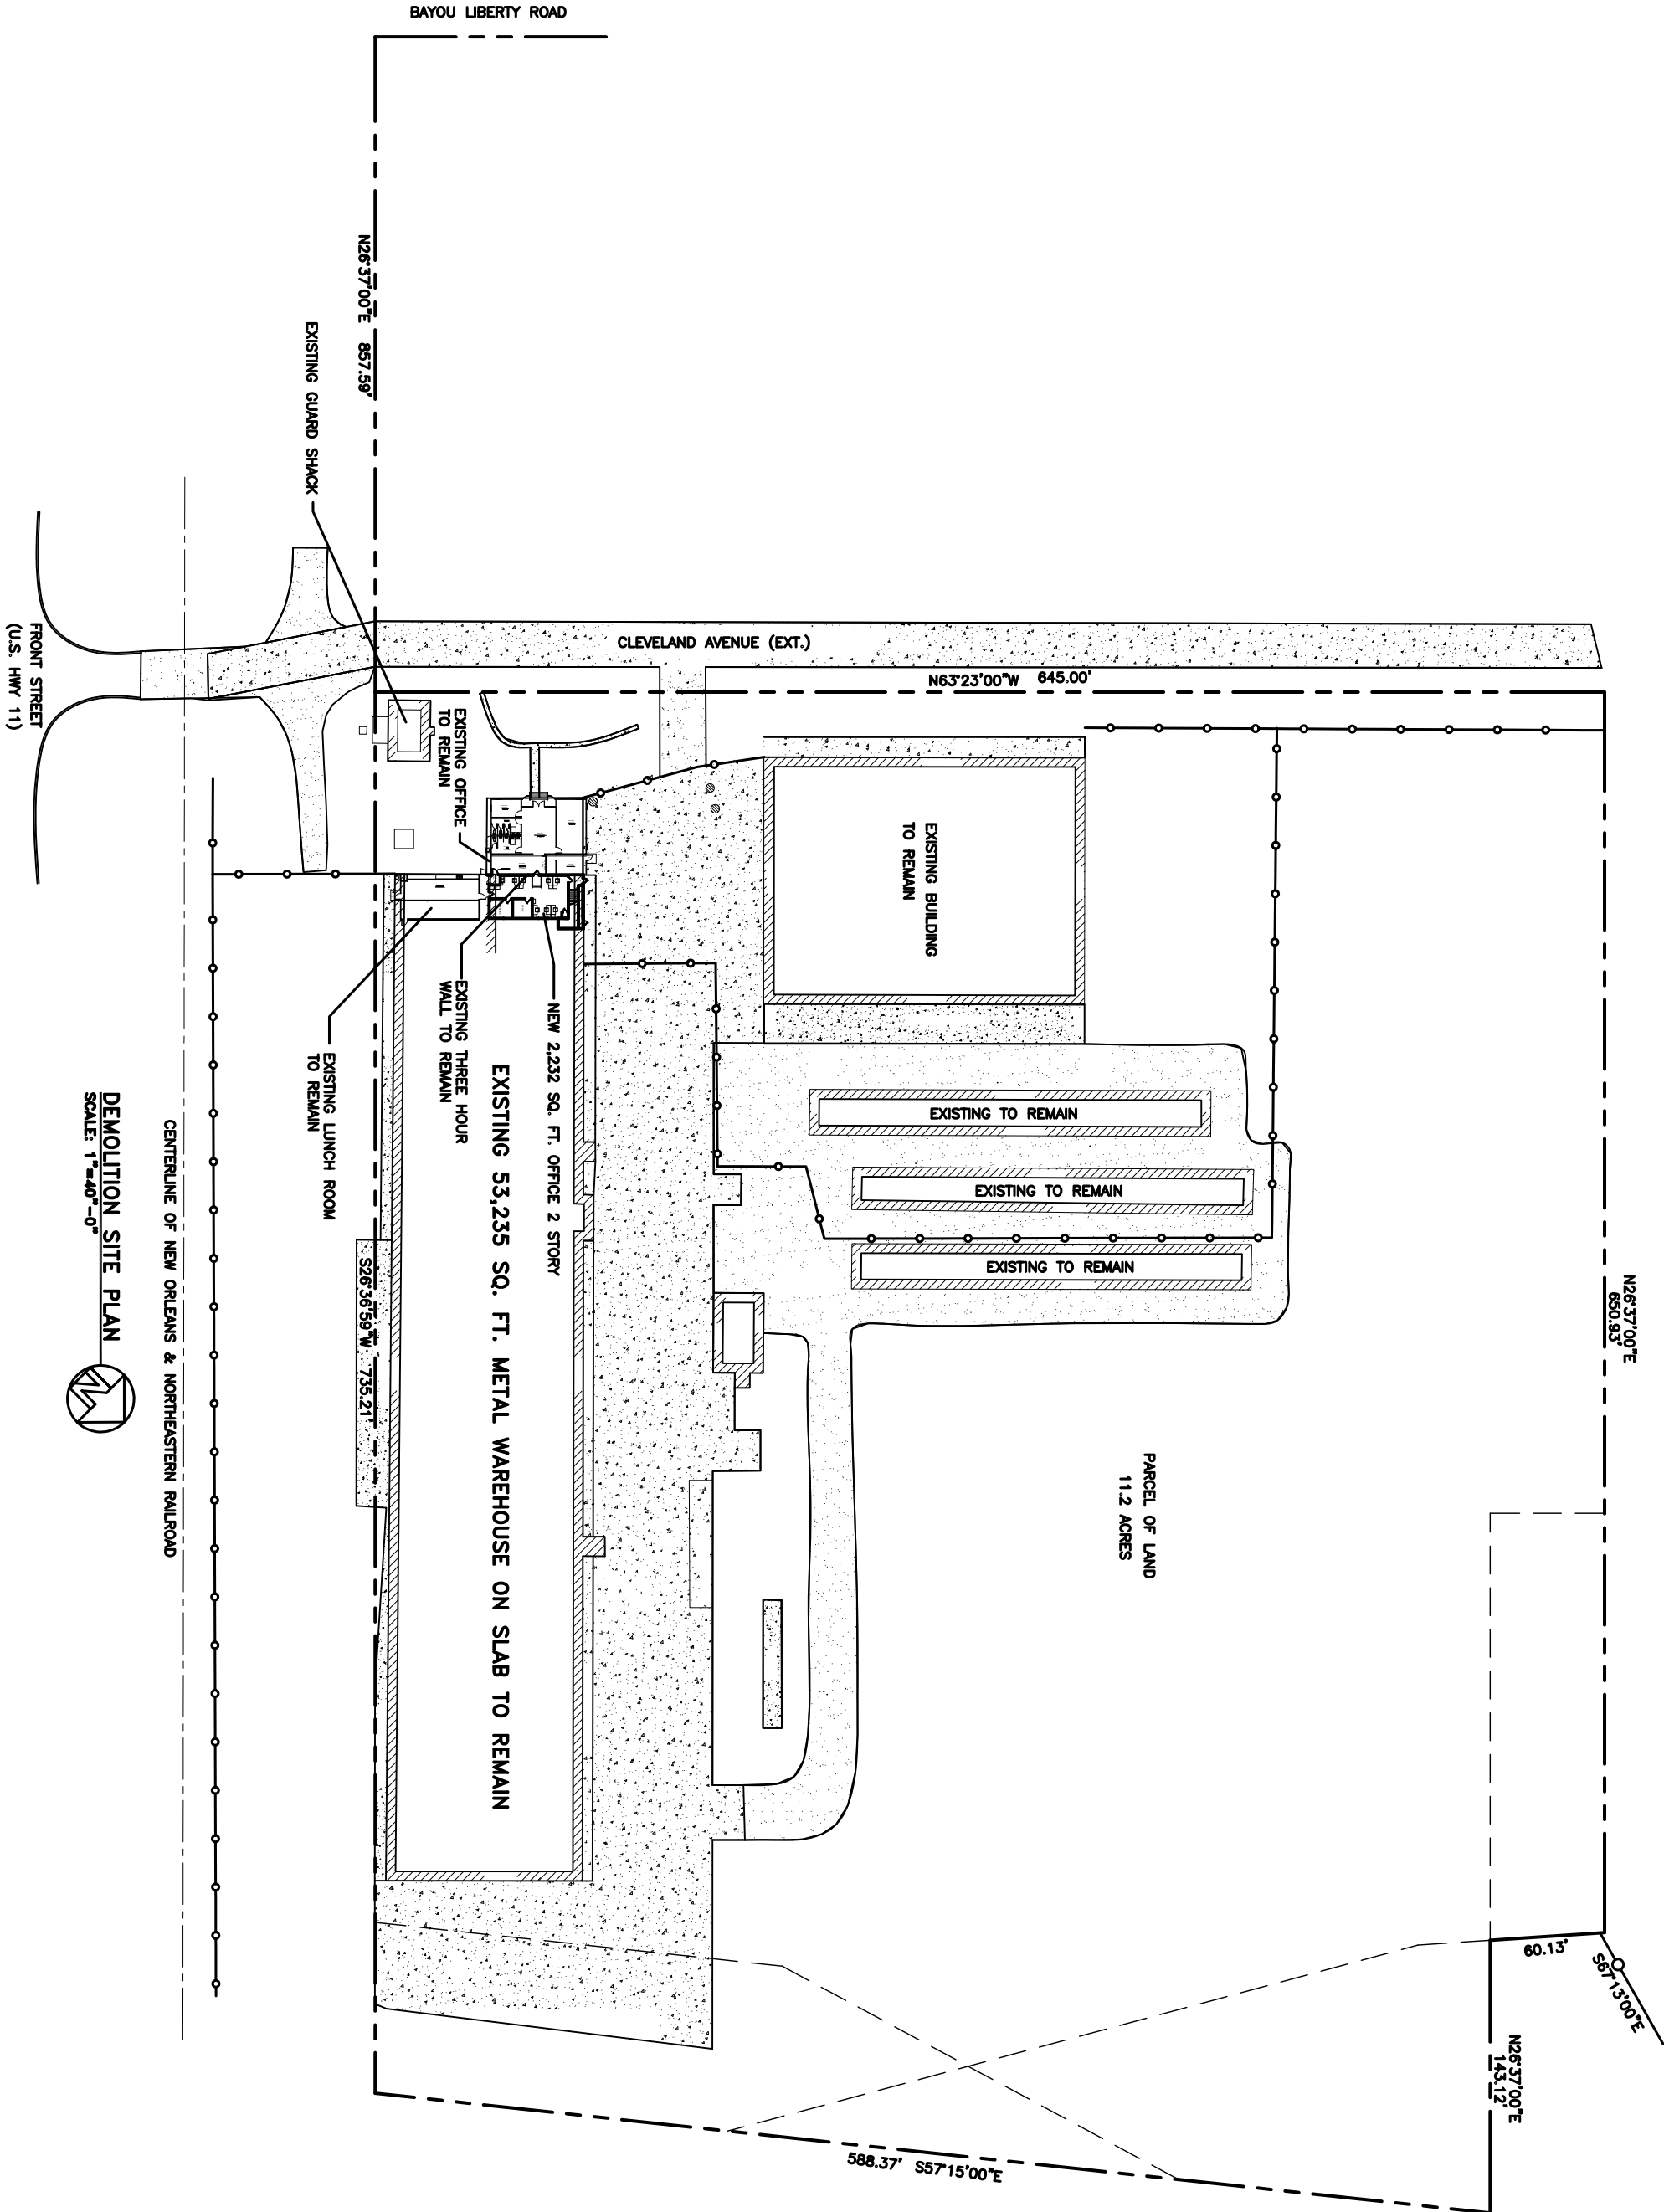 BAYOU LIBERTY ROAD
N26°37'00"E 857.59'
EXISTING GUARD SHACK
FRONT STREET
(U.S. HWY 11)
CLEVELAND AVENUE (EXT.)
N63°23'00"W 645.00'
EXISTING OFFICE
TO REMAIN
EXISTING BUILDING
TO REMAIN
EXISTING THREE HOUR
WALL TO REMAIN
NEW 2,232 SQ. FT. OFFICE 2 STORY
EXISTING LUNCH ROOM
TO REMAIN
EXISTING 53,235 SQ. FT. METAL WAREHOUSE ON SLAB TO REMAIN
EXISTING TO REMAIN
EXISTING TO REMAIN
EXISTING TO REMAIN
S26°36'59"W 735.21'
N26°37'00"E
650.93'
PARCEL OF LAND
11.2 ACRES
60.13'
S67°13'00"E
N26°37'00"E
143.12'
588.37' S57°15'00"E
CENTERLINE OF NEW ORLEANS & NORTHEASTERN RAILROAD
DEMOLITION SITE PLAN
SCALE: 1"=40"-0"
N